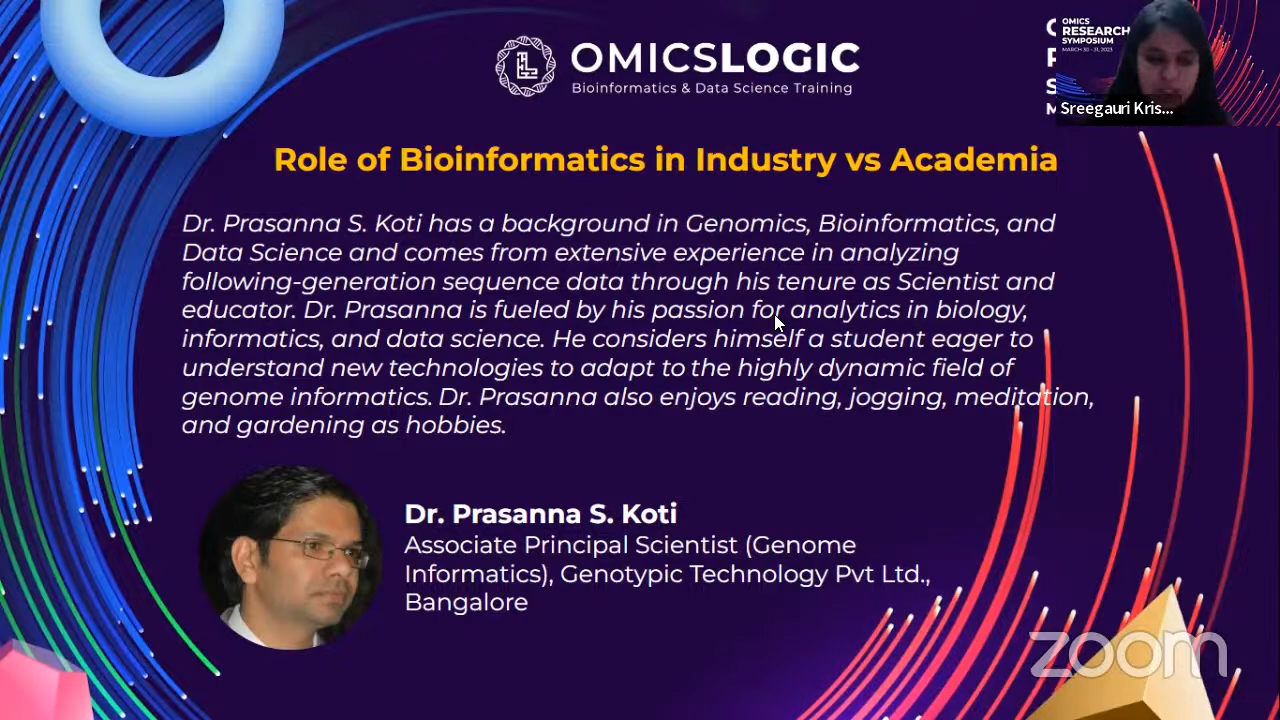 OMICSLOGIC
Bioinformatics & Data Science Training
OMICS
RESEARCH
SYMPOSIUM
MARCH 30 - 31, 2023
Sreegauri Kris...
Role of Bioinformatics in Industry vs Academia
Dr. Prasanna S. Koti has a background in Genomics, Bioinformatics, and
Data Science and comes from extensive experience in analyzing
following-generation sequence data through his tenure as Scientist and
educator. Dr. Prasanna is fueled by his passion for analytics in biology,
informatics, and data science. He considers himself a student eager to
understand new technologies to adapt to the highly dynamic field of
genome informatics. Dr. Prasanna also enjoys reading, jogging, meditation,
and gardening as hobbies.
Dr. Prasanna S. Koti
Associate Principal Scientist (Genome
Informatics), Genotypic Technology Pvt Ltd.,
Bangalore
zoom